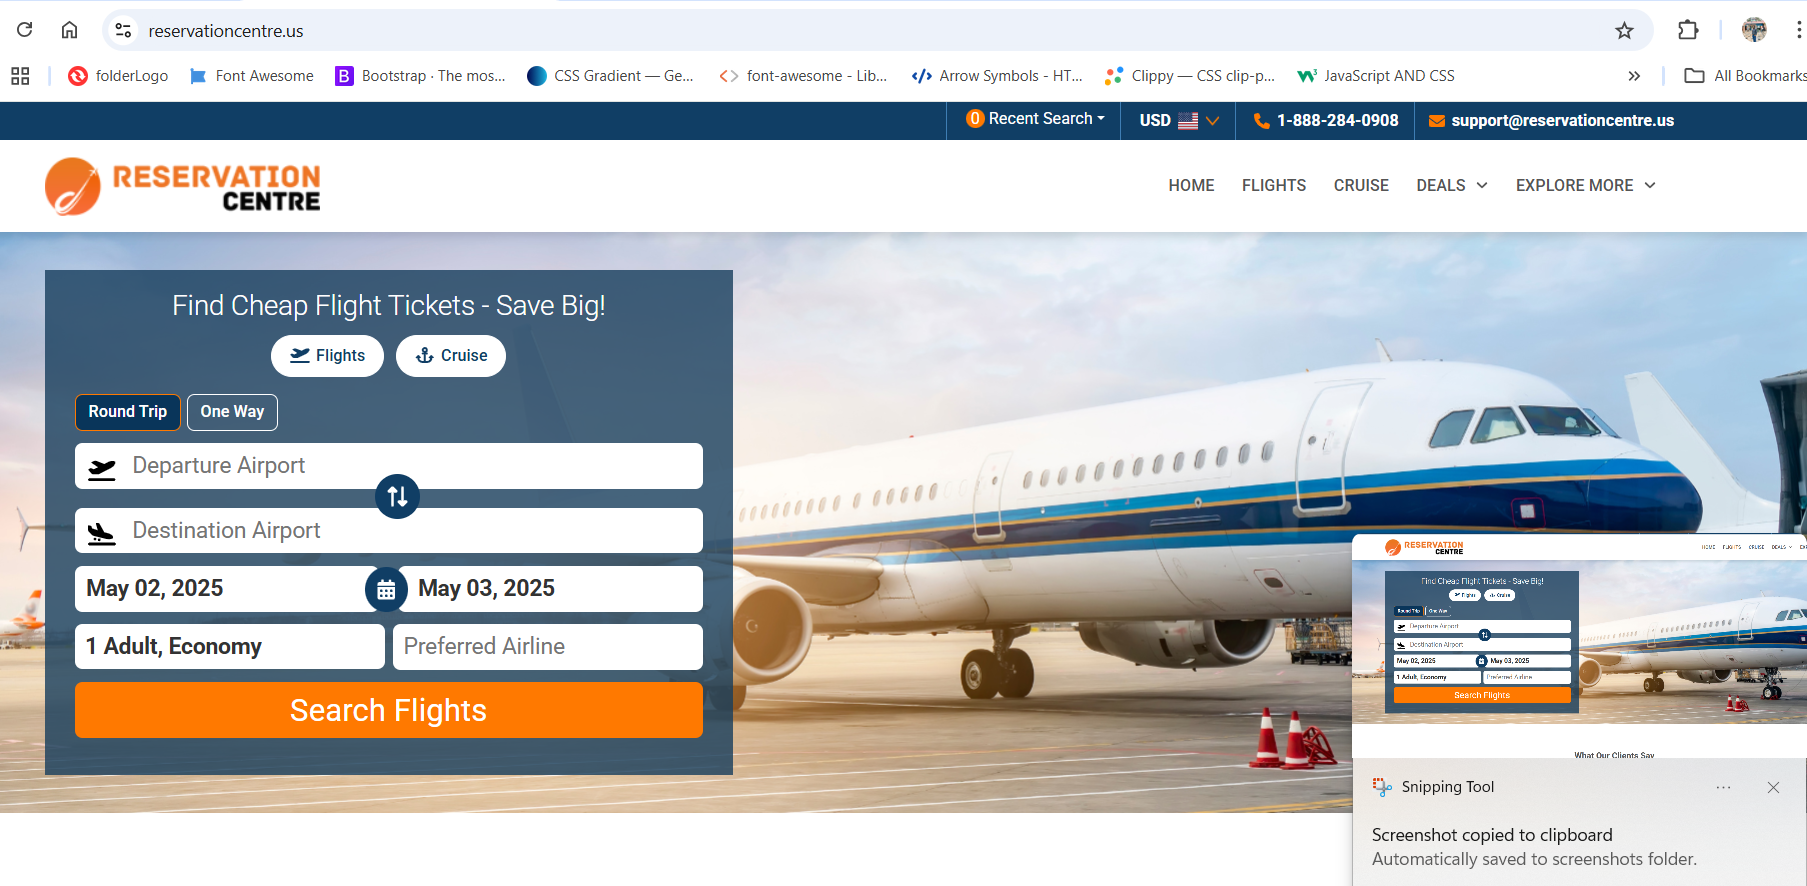 reservationcentre.us
folderLogo
Font Awesome
Bootstrap · The mos...
CSS Gradient — Ge...
font-awesome - Lib...
Arrow Symbols - HT...
Clippy — CSS clip-p...
JavaScript AND CSS
»
All Bookmarks
0 Recent Search
USD
1-888-284-0908
support@reservationcentre.us
RESERVATION
CENTRE
HOME
FLIGHTS
CRUISE
DEALS
EXPLORE MORE
Find Cheap Flight Tickets - Save Big!
Flights
Cruise
Round Trip
One Way
Departure Airport
Destination Airport
May 02, 2025
May 03, 2025
1 Adult, Economy
Preferred Airline
Search Flights
RESERVATION
CENTRE
HOME
FLIGHTS
CRUISE
DEALS
Find Cheap Flight Tickets - Save Big!
Flights
Cruise
Round Trip
One Way
Departure Airport
Destination Airport
May 02, 2025
May 03, 2025
1 Adult, Economy
Preferred Airline
Search Flights
What Our Clients Say
Snipping Tool
Screenshot copied to clipboard
Automatically saved to screenshots folder.